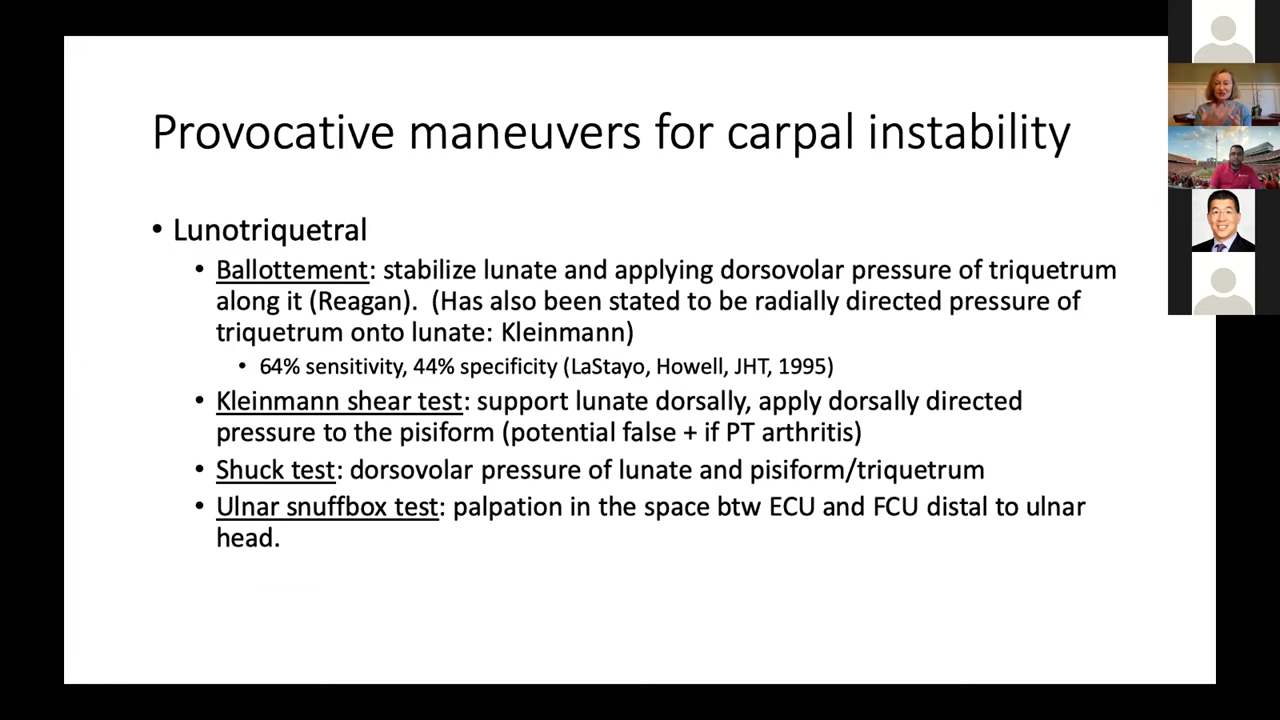 Provocative maneuvers for carpal instability
• Lunotriquetral
• Ballottement: stabilize lunate and applying dorsovolar pressure of triquetrum
along it (Reagan). (Has also been stated to be radially directed pressure of
triquetrum onto lunate: Kleinmann)
• 64% sensitivity, 44% specificity (LaStayo, Howell, JHT, 1995)
• Kleinmann shear test: support lunate dorsally, apply dorsally directed
pressure to the pisiform (potential false + if PT arthritis)
• Shuck test: dorsovolar pressure of lunate and pisiform/triquetrum
• Ulnar snuffbox test: palpation in the space btw ECU and FCU distal to ulnar
head.